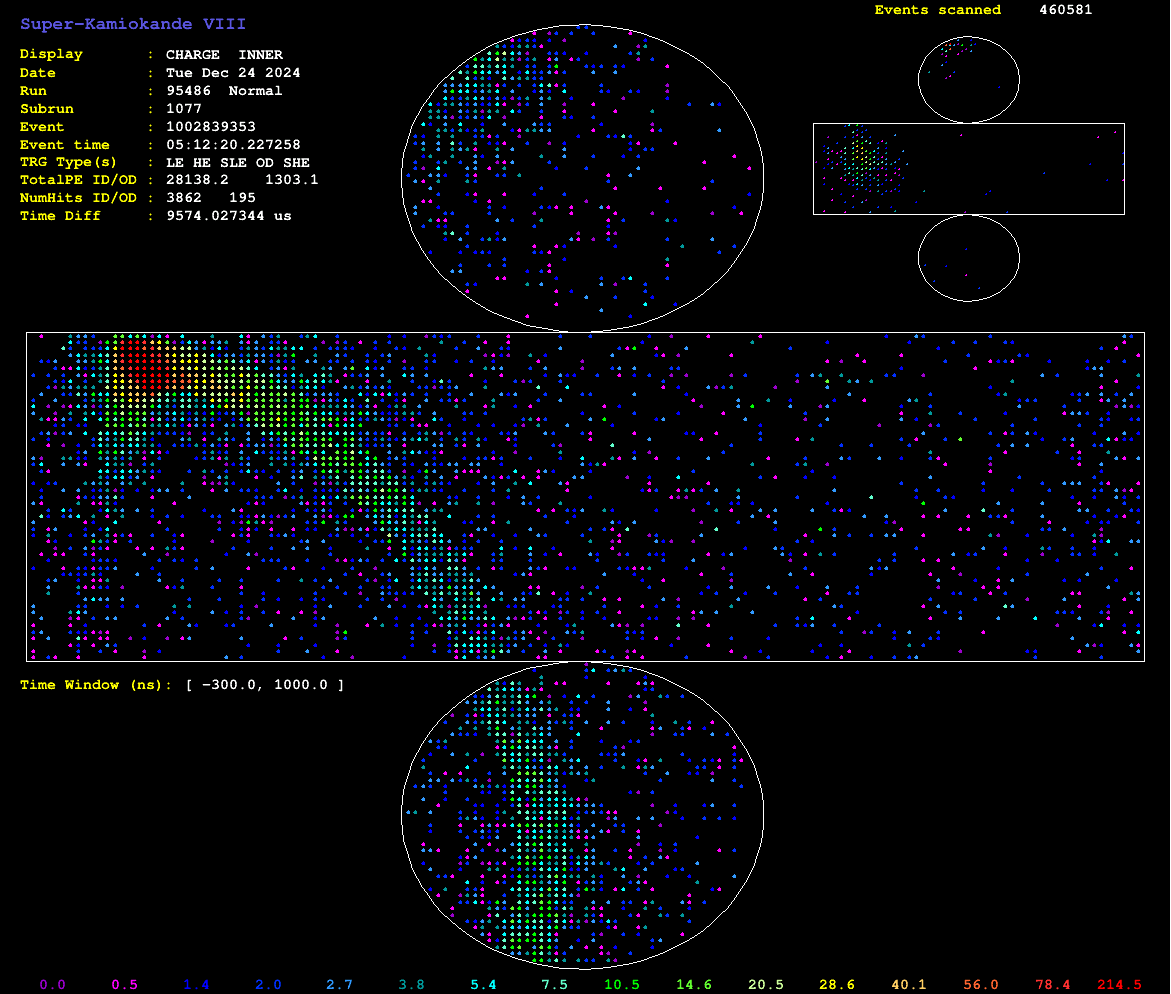 Super-Kamiokande VIII
Events scanned 460581
Display : CHARGE INNER
Date : Tue Dec 24 2024
Run : 95486 Normal
Subrun : 1077
Event : 1002839353
Event time : 05:12:20.227258
TRG Type(s) : LE HE SLE OD SHE
TotalPE ID/OD : 28138.2 1303.1
NumHits ID/OD : 3862 195
Time Diff : 9574.027344 us
Time Window (ns): [ −300.0, 1000.0 ]
0.0 0.5 1.4 2.0 2.7 3.8 5.4 7.5 10.5 14.6 20.5 28.6 40.1 56.0 78.4 214.5